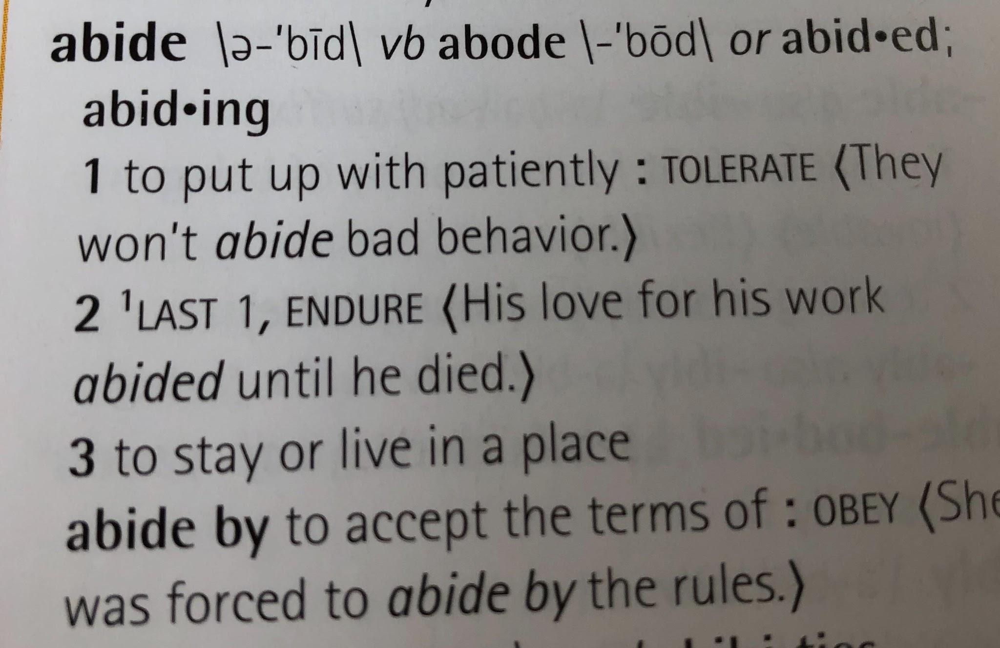 abide \ə-ˈbīd\ vb abode \-ˈbōd\ or abid•ed;
abid•ing
1 to put up with patiently : TOLERATE ⟨They
won't abide bad behavior.⟩
2 ¹LAST 1, ENDURE ⟨His love for his work
abided until he died.⟩
3 to stay or live in a place
abide by to accept the terms of : OBEY ⟨She
was forced to abide by the rules.⟩